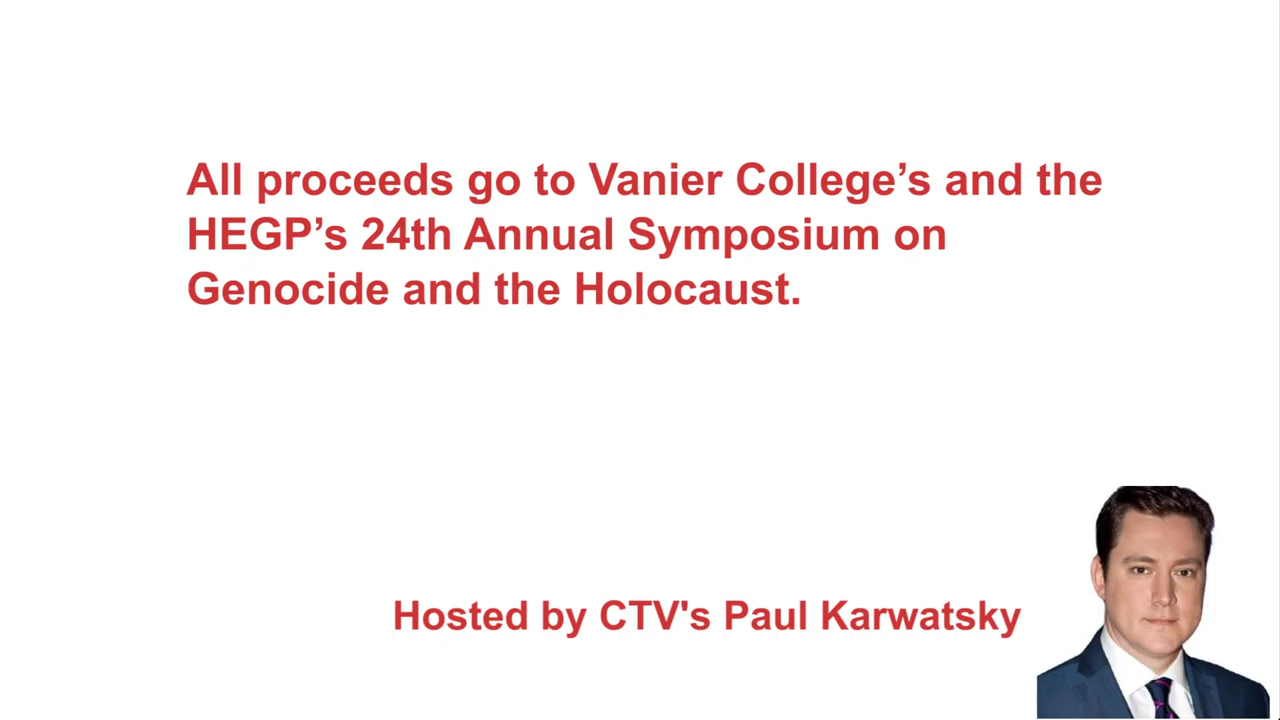 All proceeds go to Vanier College’s and the
HEGP’s 24th Annual Symposium on
Genocide and the Holocaust.
Hosted by CTV's Paul Karwatsky